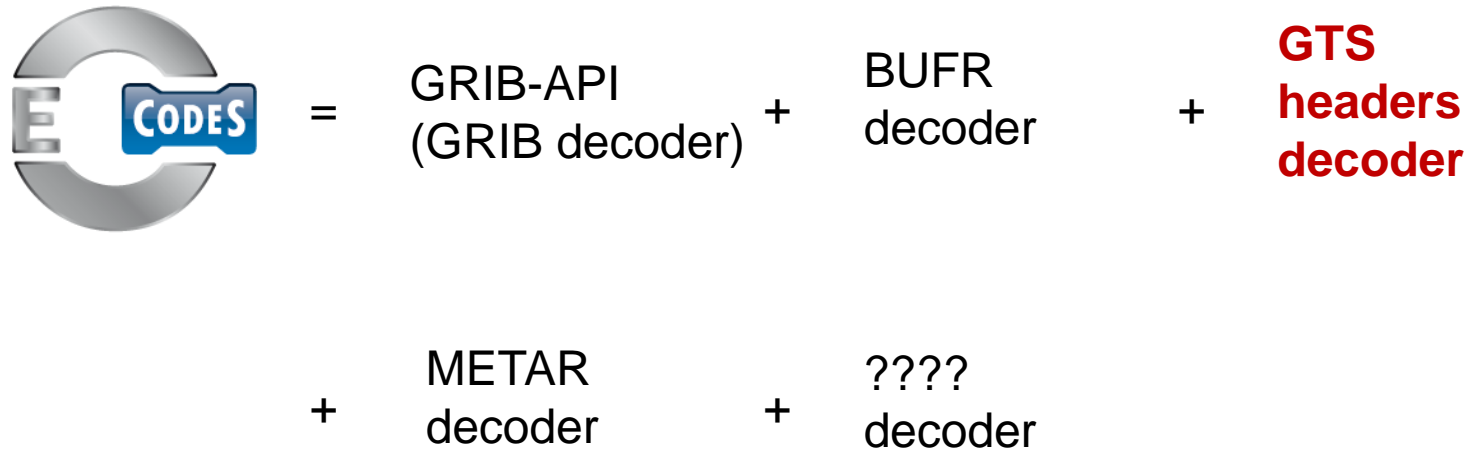 E CODES
=
GRIB-API
(GRIB decoder)
+
BUFR
decoder
+
GTS
headers
decoder
+
METAR
decoder
+
????
decoder